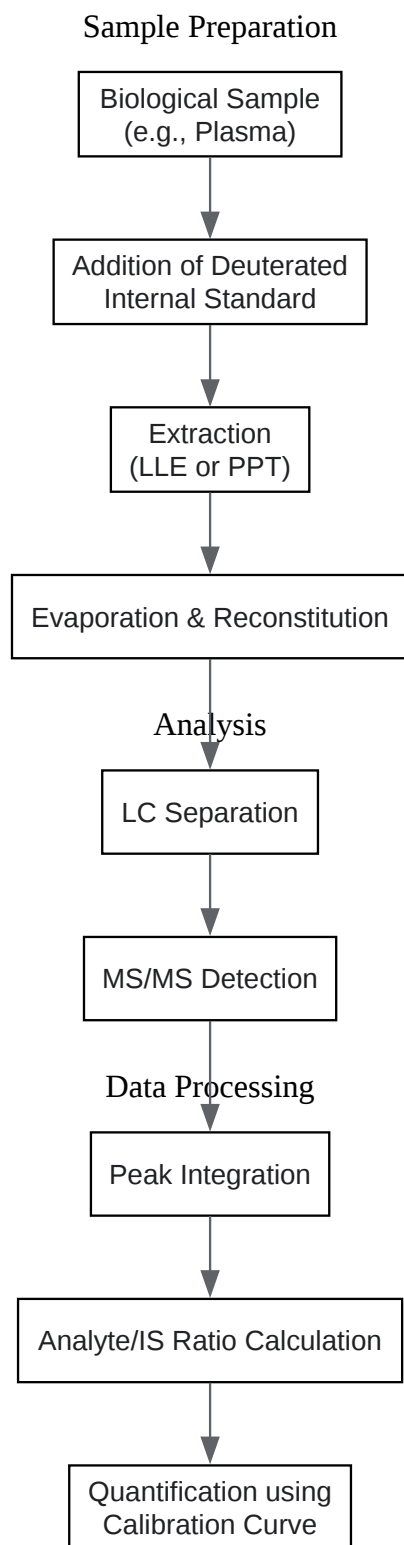 Sample Preparation
Biological Sample
(e.g., Plasma)
Addition of Deuterated
Internal Standard
Extraction
(LLE or PPT)
Evaporation & Reconstitution
Analysis
LC Separation
MS/MS Detection
Data Processing
Peak Integration
Analyte/IS Ratio Calculation
Quantification using
Calibration Curve